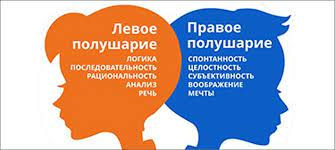 Левое
полушарие
ЛОГИКА
ПОСЛЕДОВАТЕЛЬНОСТЬ
РАЦИОНАЛЬНОСТЬ
АНАЛИЗ
РЕЧЬ
Правое
полушарие
СПОНТАННОСТЬ
ЦЕЛОСТНОСТЬ
СУБЪЕКТИВНОСТЬ
ВООБРАЖЕНИЕ
МЕЧТЫ